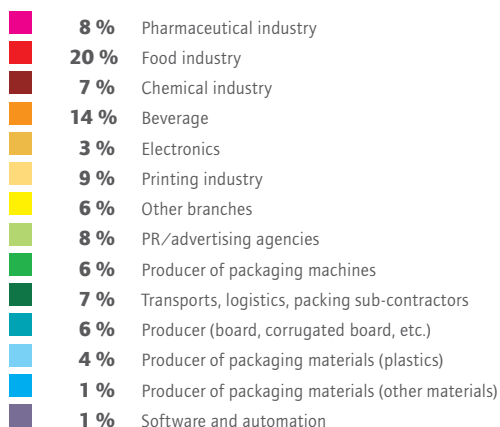 8 % Pharmaceutical industry
20 % Food industry
7 % Chemical industry
14 % Beverage
3 % Electronics
9 % Printing industry
6 % Other branches
8 % PR/advertising agencies
6 % Producer of packaging machines
7 % Transports, logistics, packing sub-contractors
6 % Producer (board, corrugated board, etc.)
4 % Producer of packaging materials (plastics)
1 % Producer of packaging materials (other materials)
1 % Software and automation